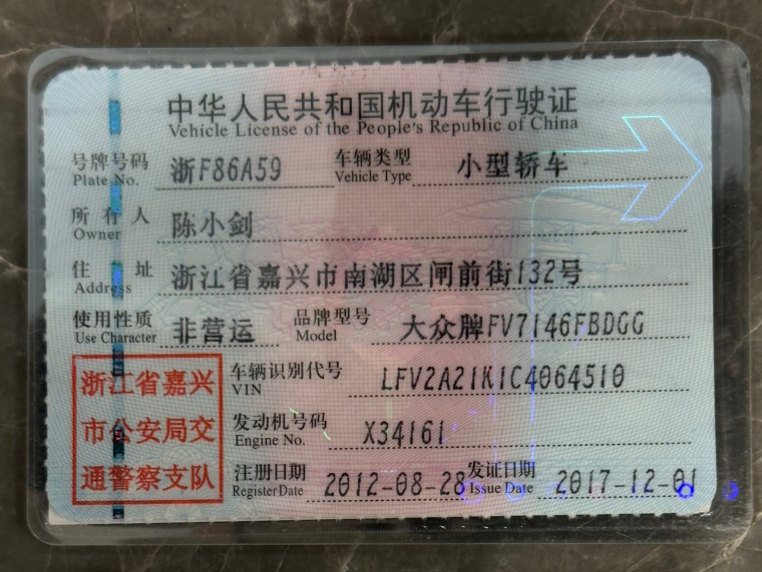 中华人民共和国机动车行驶证
Vehicle License of the People's Republic of China
号牌号码 浙F86A59 车辆类型 小型轿车
Plate No. Vehicle Type
所有人 陈小剑
Owner
住址 浙江省嘉兴市南湖区闸前街132号
Address
使用性质 非营运 品牌型号 大众牌FV7146FBDGG
Use Character Model
浙江省嘉兴
市公安局交
通警察支队
车辆识别代号 LFV2A21K1C4064510
VIN
发动机号码 X34161
Engine No.
注册日期 2012-08-28 发证日期 2017-12-01
Register Date Issue Date